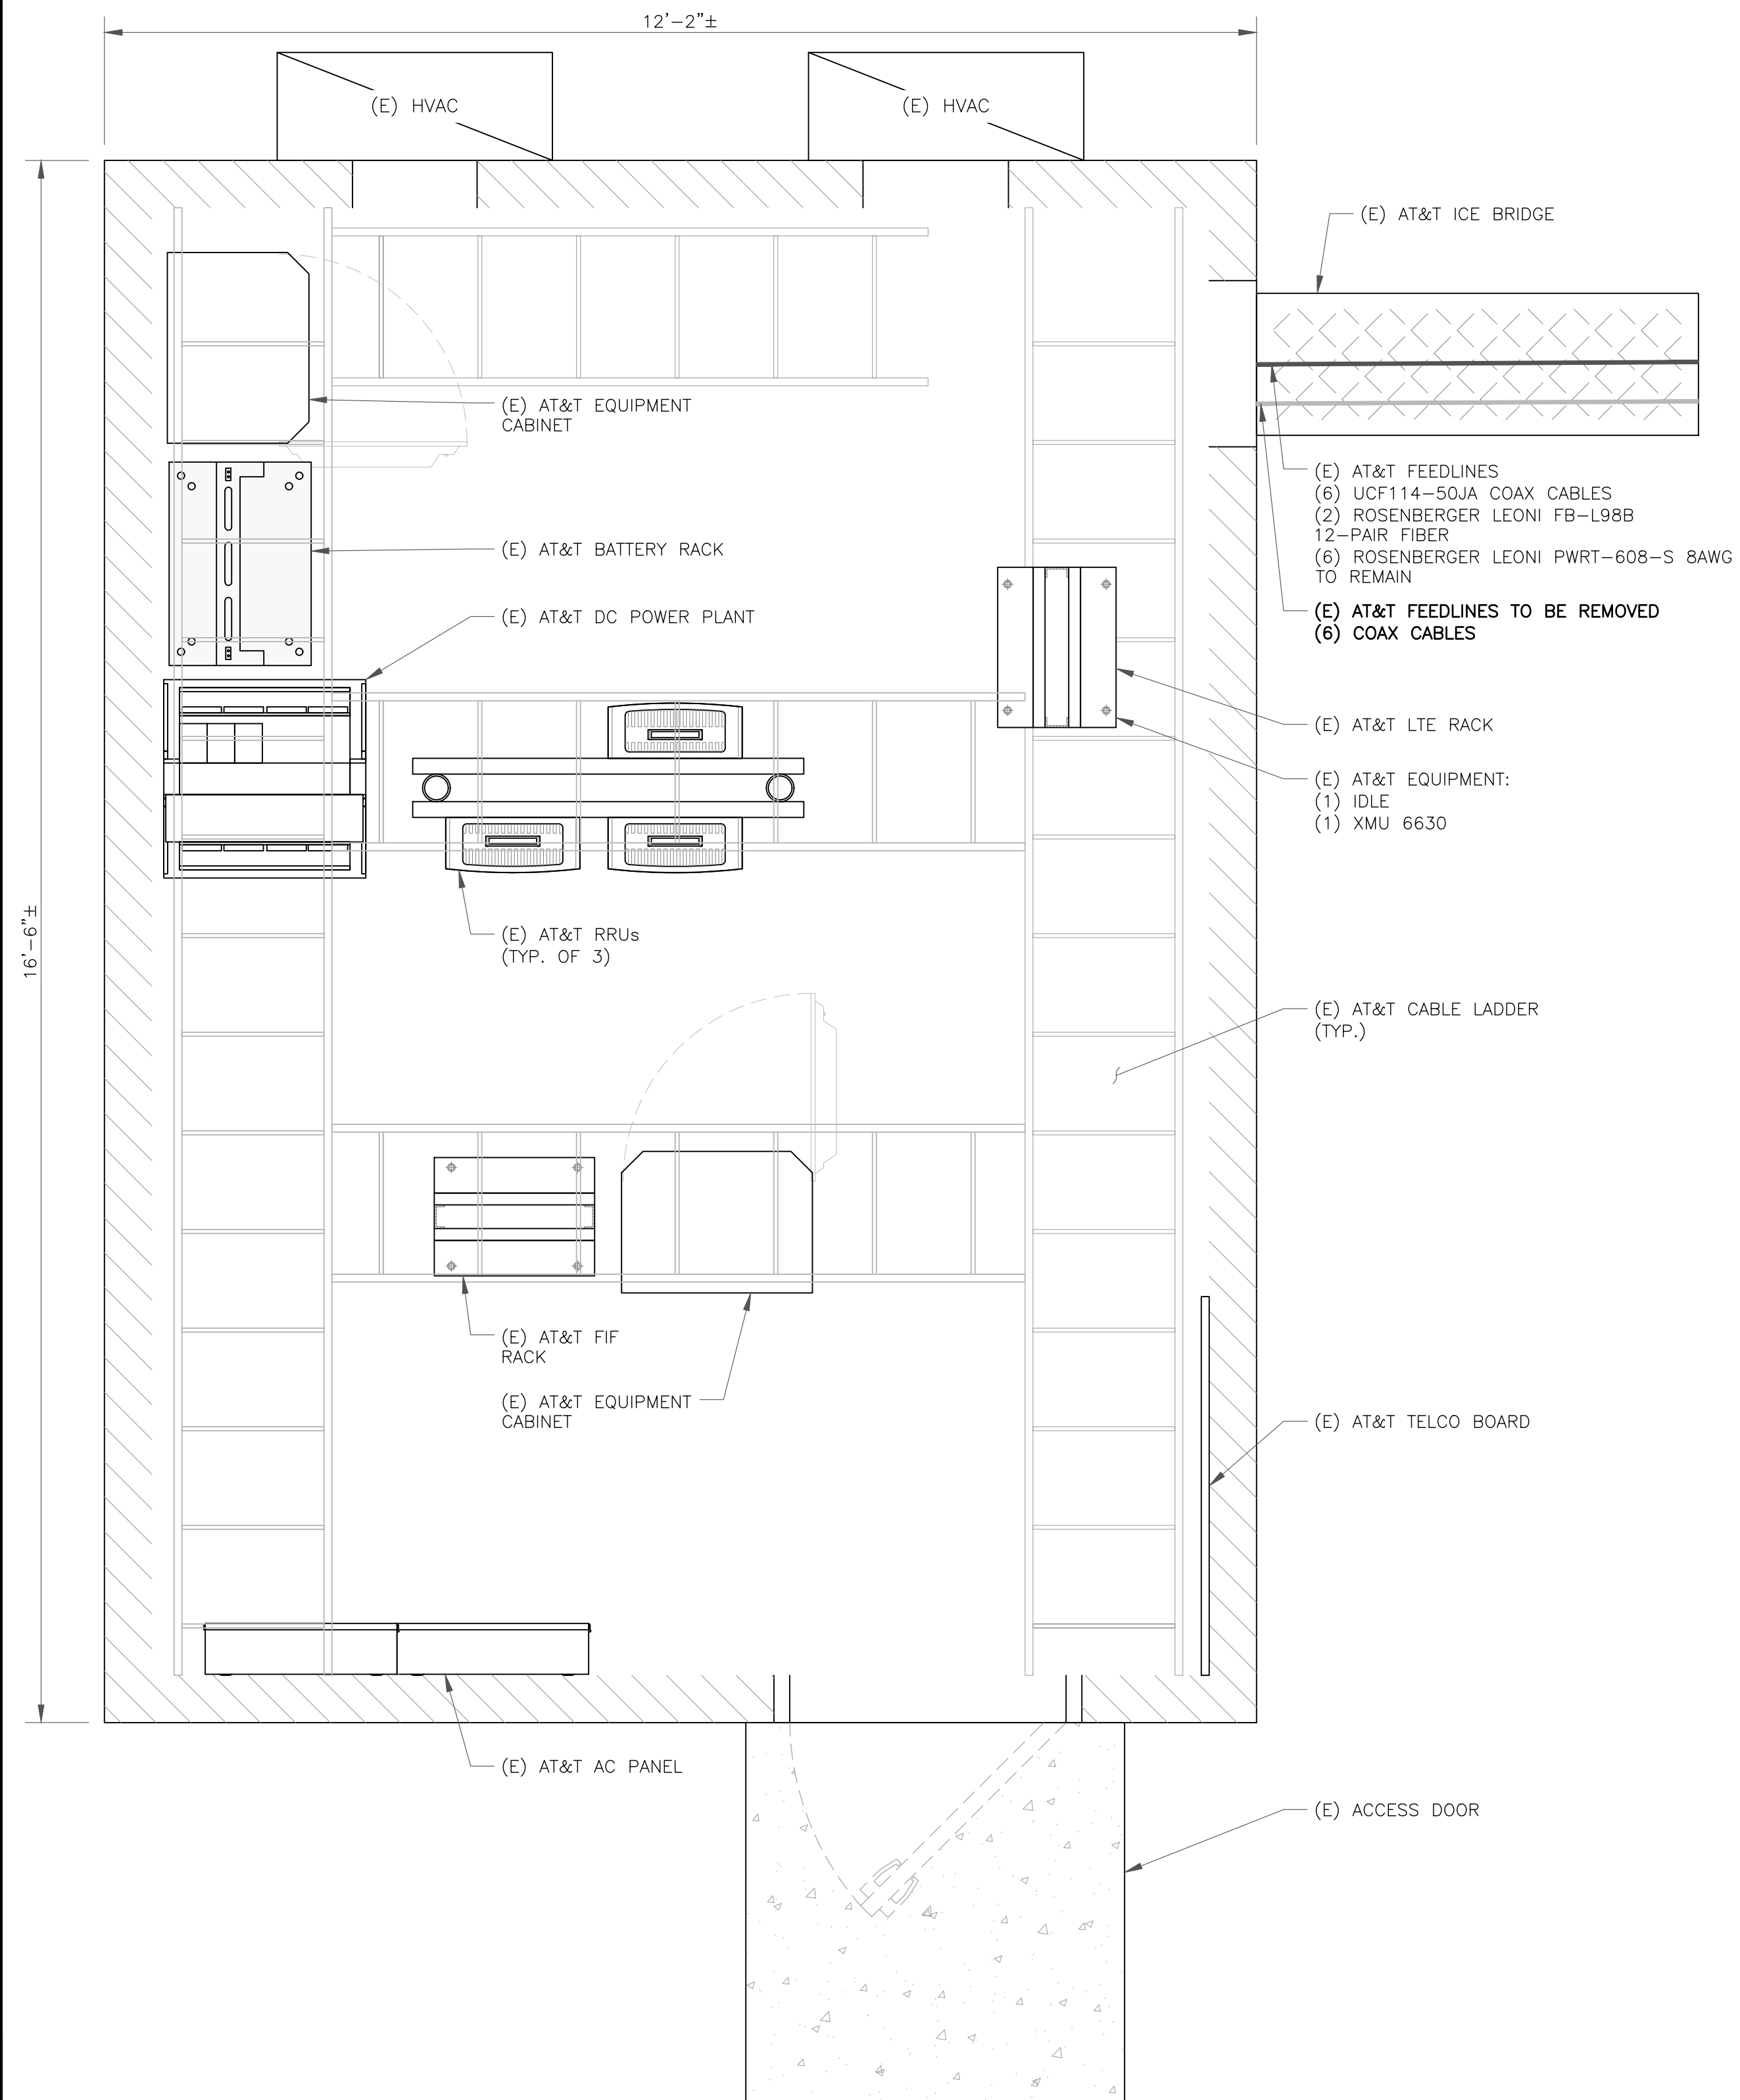 12'-2"±
(E) HVAC
(E) HVAC
(E) AT&T ICE BRIDGE
(E) AT&T EQUIPMENT
CABINET
(E) AT&T FEEDLINES
(6) UCF114-50JA COAX CABLES
(2) ROSENBERGER LEONI FB-L98B
12-PAIR FIBER
(6) ROSENBERGER LEONI PWRT-608-S 8AWG
TO REMAIN
(E) AT&T BATTERY RACK
(E) AT&T FEEDLINES TO BE REMOVED
(6) COAX CABLES
(E) AT&T DC POWER PLANT
(E) AT&T LTE RACK
(E) AT&T EQUIPMENT:
(1) IDLE
(1) XMU 6630
16'-6"±
(E) AT&T RRUs
(TYP. OF 3)
(E) AT&T CABLE LADDER
(TYP.)
(E) AT&T FIF
RACK
(E) AT&T EQUIPMENT
CABINET
(E) AT&T TELCO BOARD
(E) AT&T AC PANEL
(E) ACCESS DOOR